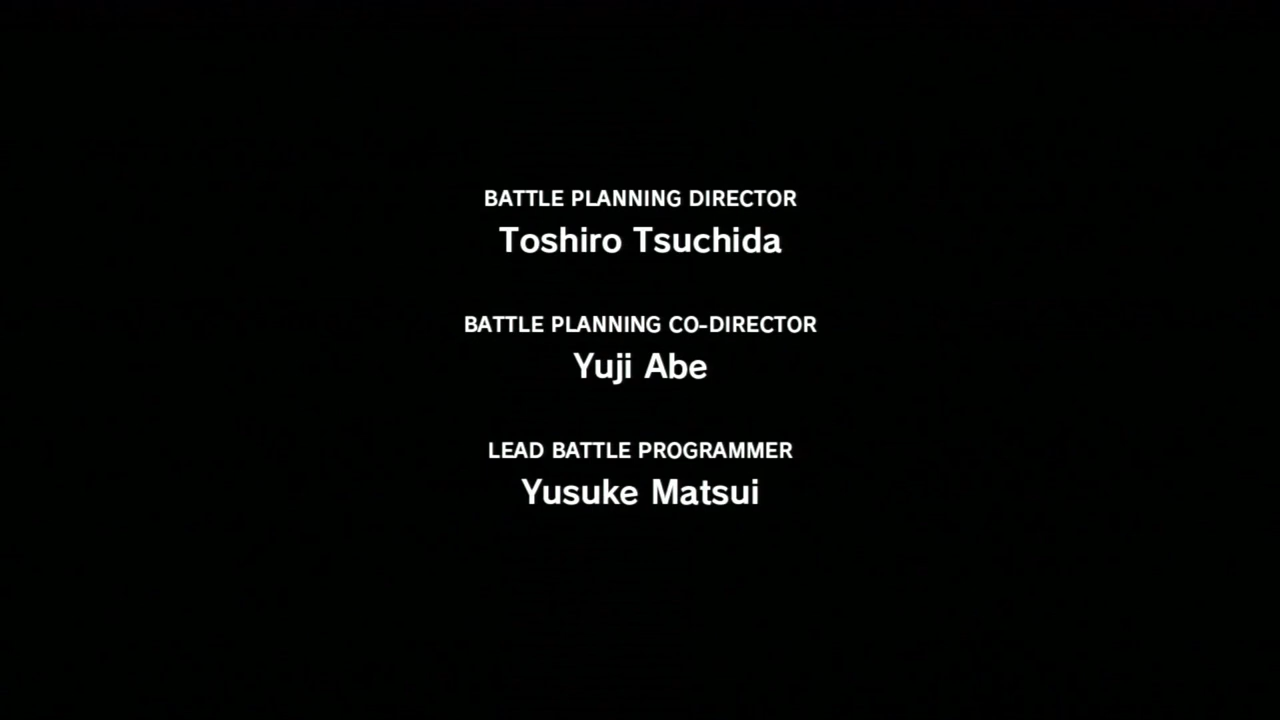 BATTLE PLANNING DIRECTOR
Toshiro Tsuchida
BATTLE PLANNING CO-DIRECTOR
Yuji Abe
LEAD BATTLE PROGRAMMER
Yusuke Matsui